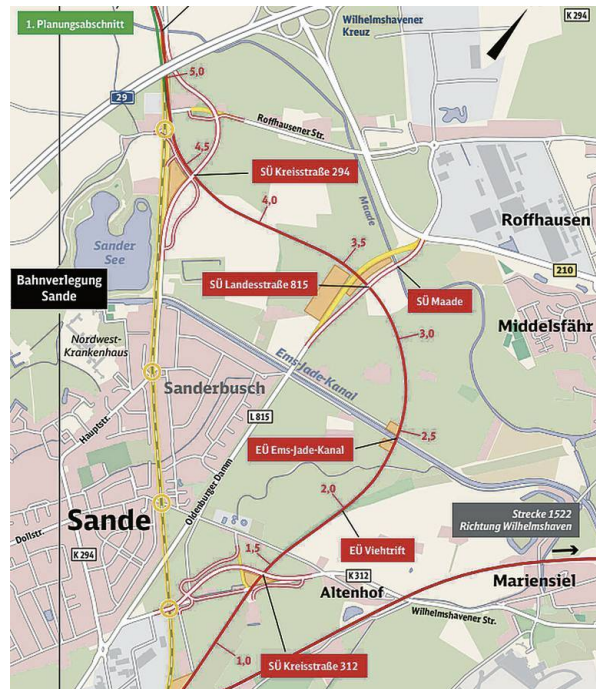 1. Planungsabschnitt
Wilhelmshavener
Kreuz
K 294
5,0
29
Roffhausener Str.
4,5
SÜ Kreisstraße 294
4,0
Maade
Roffhausen
Sander
See
3,5
210
Bahnverlegung
Sande
SÜ Landesstraße 815
SÜ Maade
3,0
Middelsfähr
Nordwest-
Krankenhaus
Ems-Jade-Kanal
Sanderbusch
L 815
Hauptstr.
2,5
EÜ Ems-Jade-Kanal
Oldenburger Damm
2,0
Strecke 1522
Richtung Wilhelmshaven
Sande
Dollstr.
K 294
1,5
EÜ Viehtrift
K 312
Altenhof
Mariensiel
Wilhelmshavener Str.
1,0
SÜ Kreisstraße 312